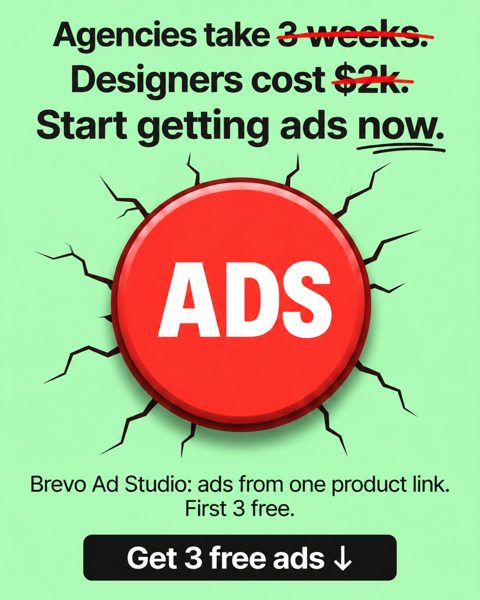 Agencies take 3 weeks.
Designers cost $2k.
Start getting ads now.
ADS
Brevo Ad Studio: ads from one product link.
First 3 free.
Get 3 free ads ↓